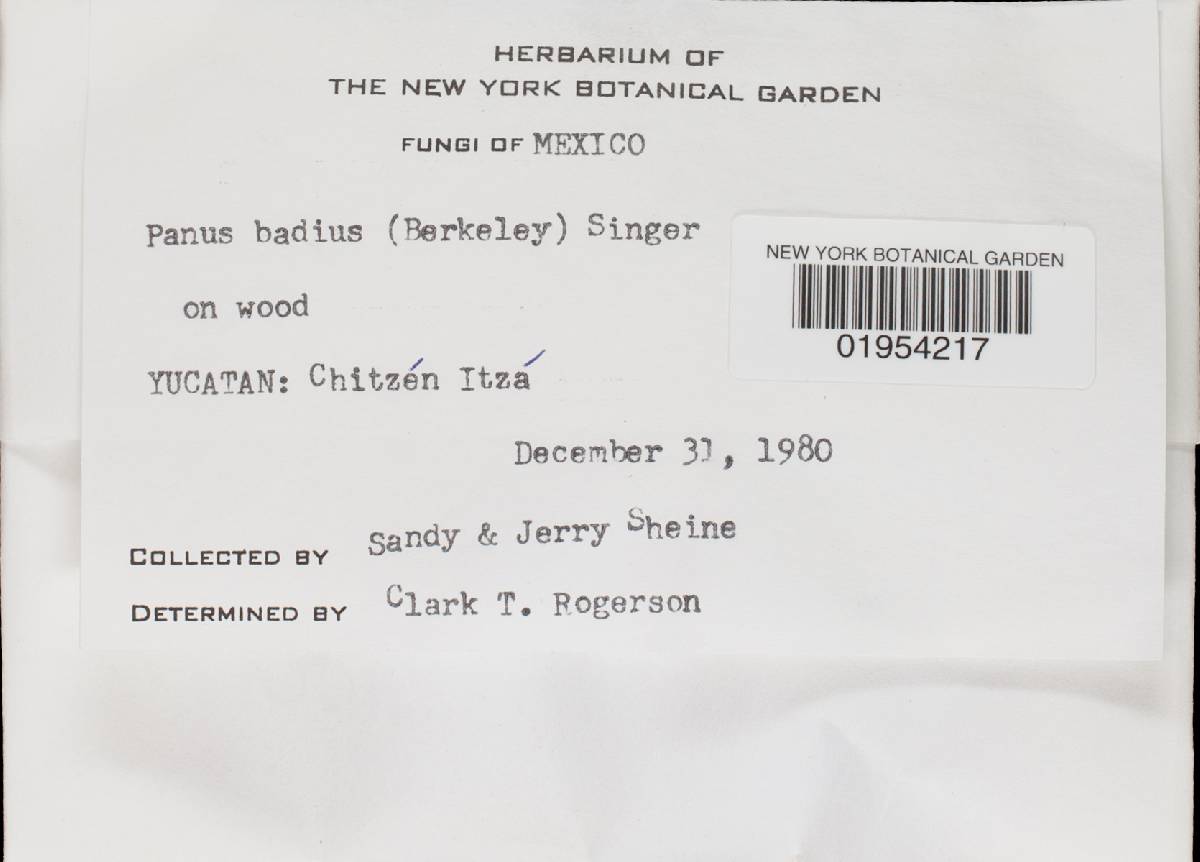 HERBARIUM OF
THE NEW YORK BOTANICAL GARDEN
FUNGI OF MEXICO
Panus badius (Berkeley) Singer
on wood
YUCATAN: Chitzén Itzá
December 31, 1980
COLLECTED BY Sandy & Jerry Sheine
DETERMINED BY Clark T. Rogerson
NEW YORK BOTANICAL GARDEN
01954217